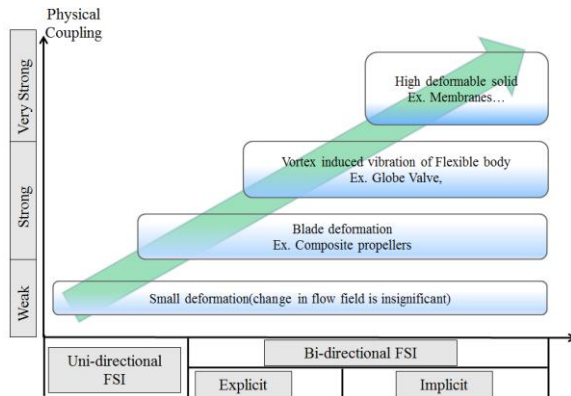 Physical
Coupling
Very Strong
High deformable solid
Ex. Membranes...
Strong
Vortex induced vibration of Flexible body
Ex. Globe Valve,
Blade deformation
Ex. Composite propellers
Weak
Small deformation(change in flow field is insignificant)
Uni-directional
FSI
Bi-directional FSI
Explicit
Implicit